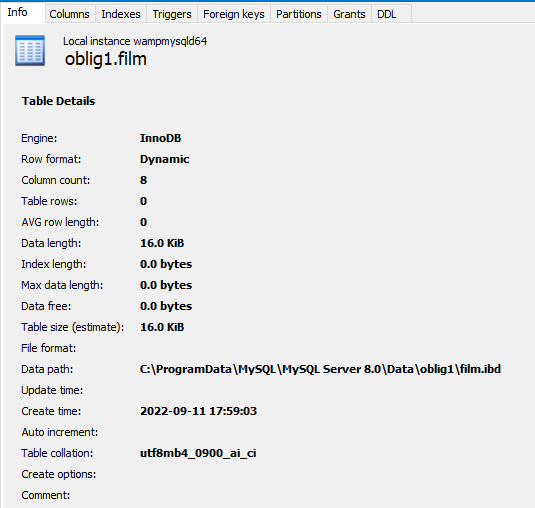 Info Columns Indexes Triggers Foreign keys Partitions Grants DDL
Local instance wampmysqld64
oblig1.film
Table Details
Engine: InnoDB
Row format: Dynamic
Column count: 8
Table rows: 0
AVG row length: 0
Data length: 16.0 KiB
Index length: 0.0 bytes
Max data length: 0.0 bytes
Data free: 0.0 bytes
Table size (estimate): 16.0 KiB
File format:
Data path: C:\ProgramData\MySQL\MySQL Server 8.0\Data\oblig1\film.ibd
Update time:
Create time: 2022-09-11 17:59:03
Auto increment:
Table collation: utf8mb4_0900_ai_ci
Create options:
Comment: